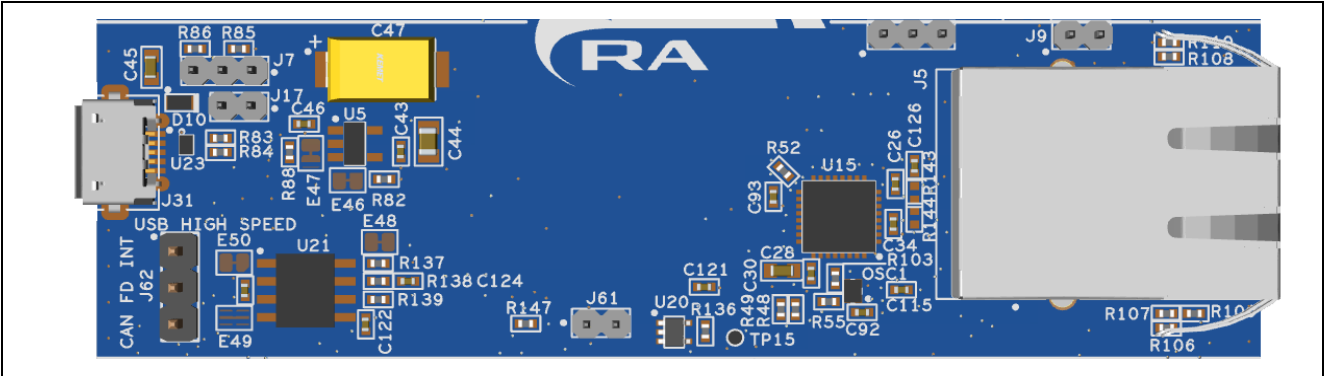 R86 R85
C47
+
RA
J9
C45
J7
R108
J5
J17
D10
C46
U5
C43
C44
R83
R84
U23
R88
E47
R82
E46
J31
R52
U15
C26
C126
R143
C93
R144
C34
USB HIGH SPEED
E50
U21
E48
CAN FD INT
J62
R137
R138 C124
R139
E49
C122
R103
C28
C30
OSC1
C121
C115
R147
J61
U20
R136
R49
R48
R55
C92
TP15
R107
R106